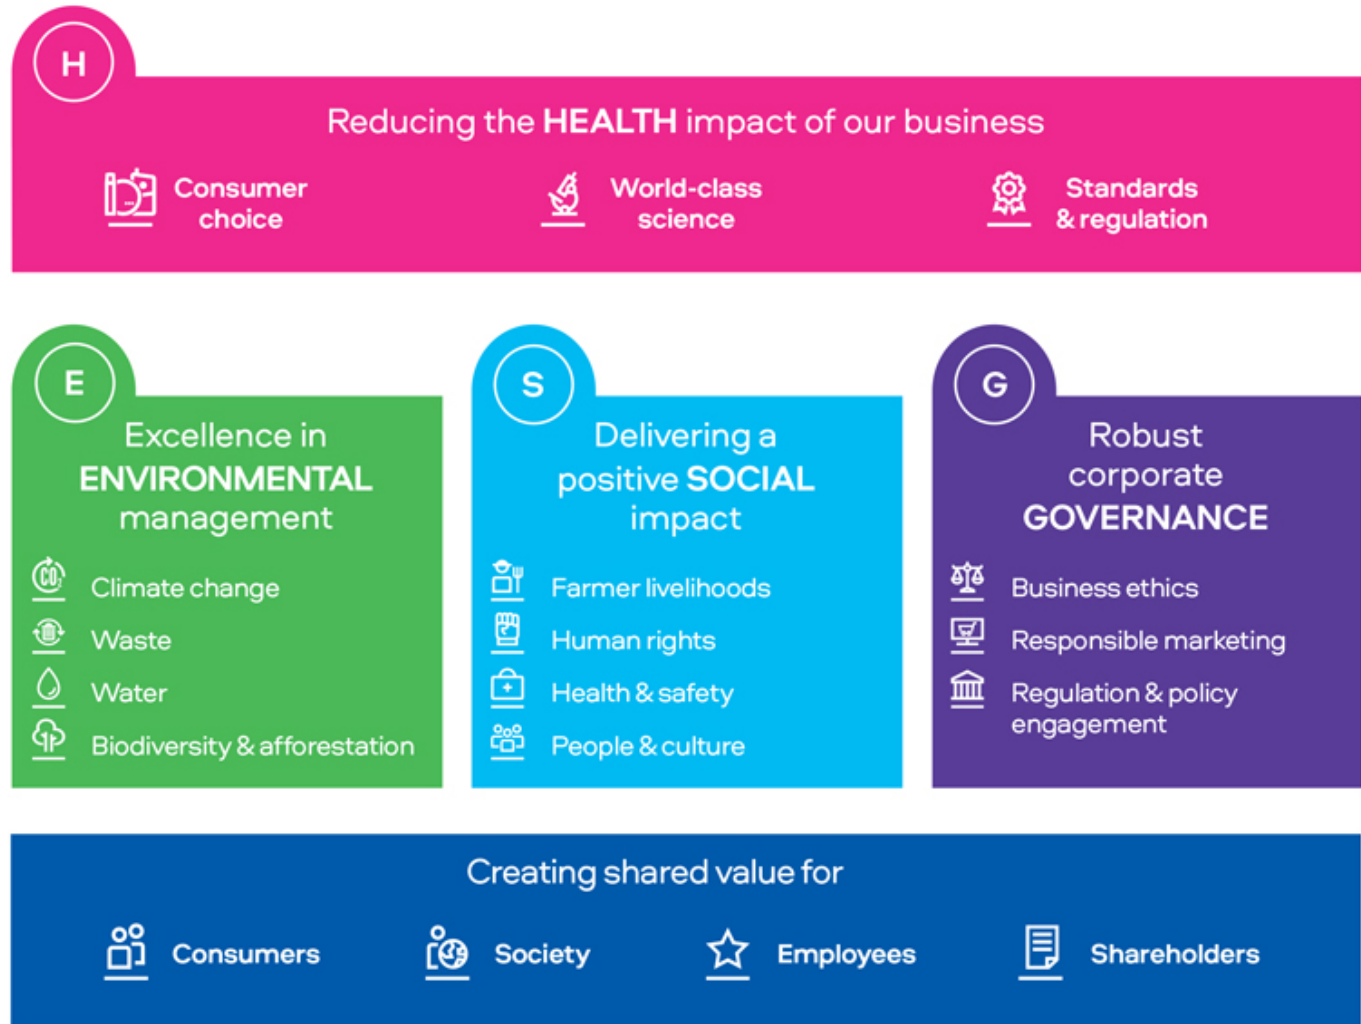 H
Reducing the HEALTH impact of our business
Consumer
choice
World-class
science
Standards
& regulation
E
Excellence in
ENVIRONMENTAL
management
CO₂
Climate change
Waste
Water
Biodiversity & afforestation
S
Delivering a
positive SOCIAL
impact
Farmer livelihoods
Human rights
Health & safety
People & culture
G
Robust
corporate
GOVERNANCE
Business ethics
Responsible marketing
Regulation & policy
engagement
Creating shared value for
Consumers
Society
Employees
Shareholders